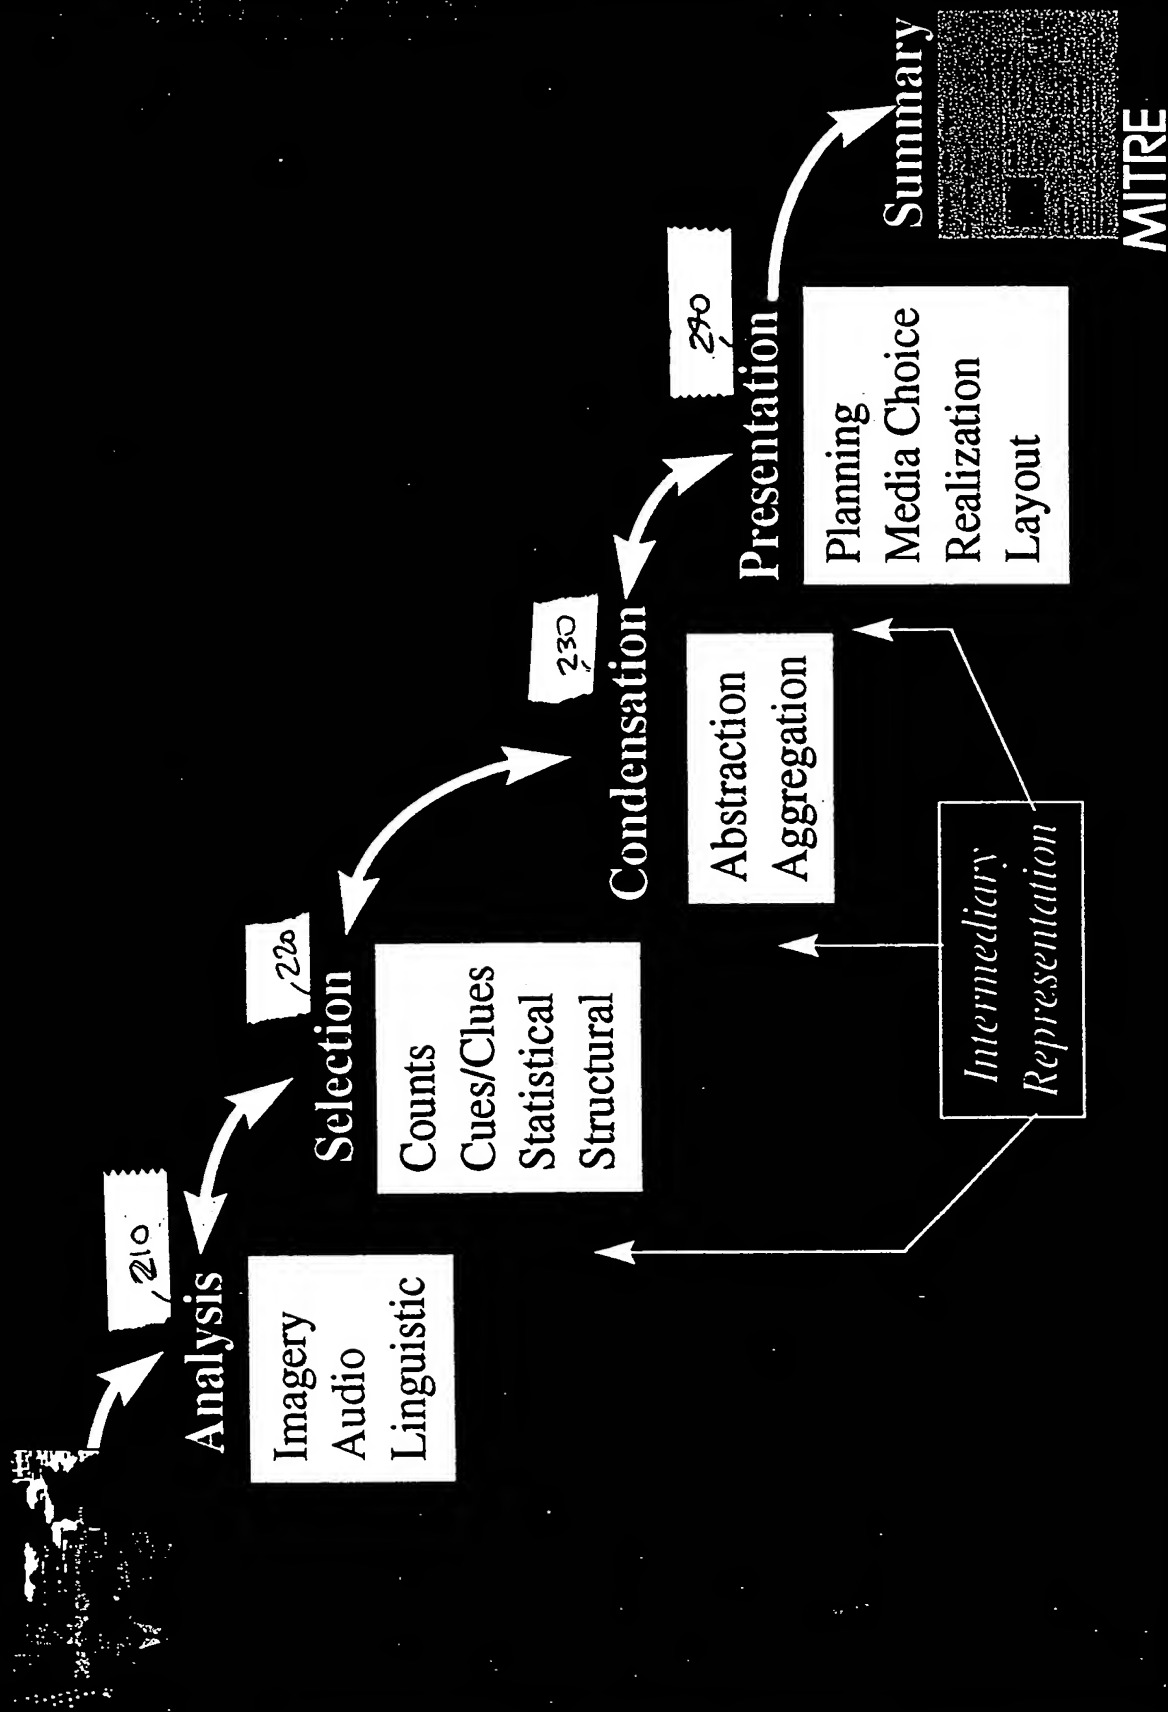 210
Analysis
Imagery
Audio
Linguistic
220
Selection
Counts
Cues/Clues
Statistical
Structural
230
Condensation
Abstraction
Aggregation
240
Presentation
Planning
Media Choice
Realization
Layout
Summary
Intermediary
Representation
MITRE